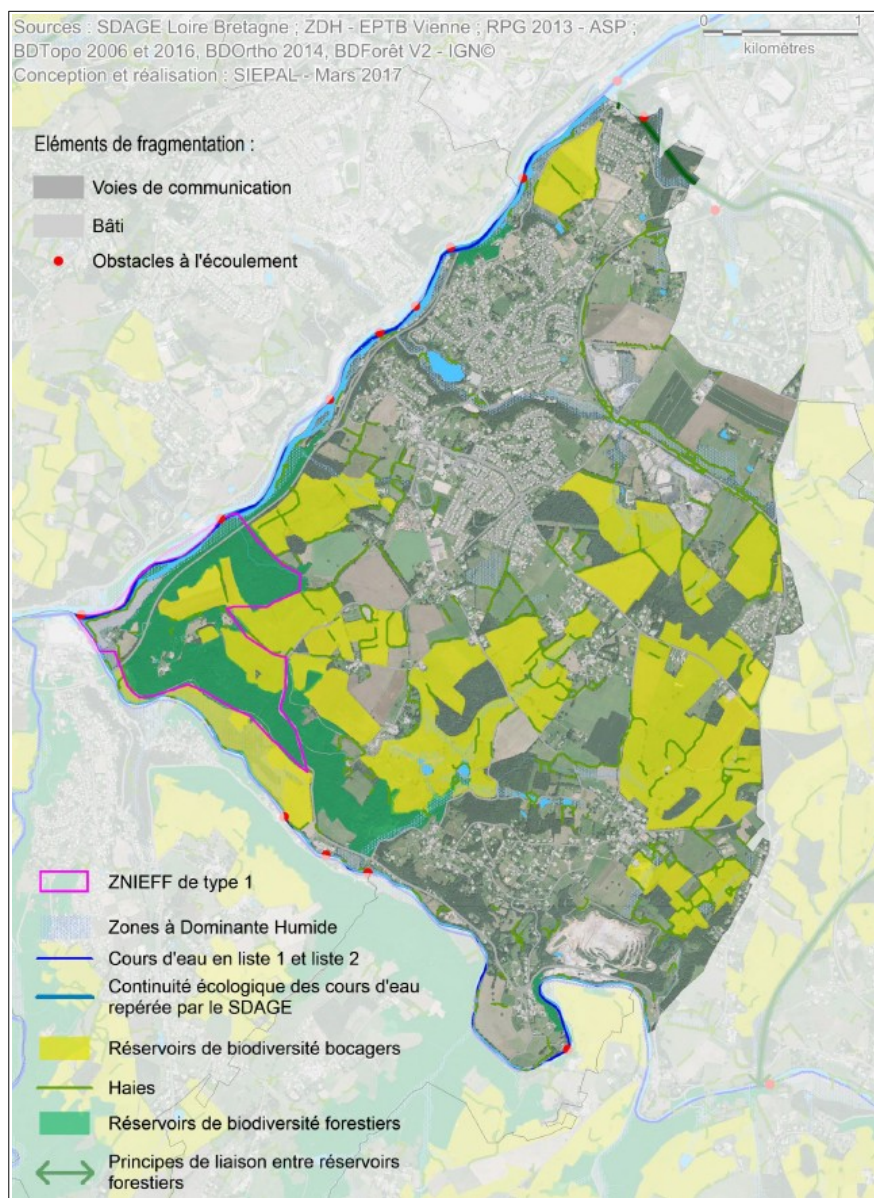 Sources : SDAGE Loire Bretagne ; ZDH - EPTB Vienne ; RPG 2013 - ASP ;
BDTopo 2006 et 2016, BDOrtho 2014, BDForêt V2 - IGN©
Conception et réalisation : SIEPAL - Mars 2017
0 1
kilomètres
Eléments de fragmentation :
Voies de communication
Bâti
Obstacles à l'écoulement
ZNIEFF de type 1
Zones à Dominante Humide
Cours d'eau en liste 1 et liste 2
Continuité écologique des cours d'eau
repérée par le SDAGE
Réservoirs de biodiversité bocagers
Haies
Réservoirs de biodiversité forestiers
Principes de liaison entre réservoirs
forestiers